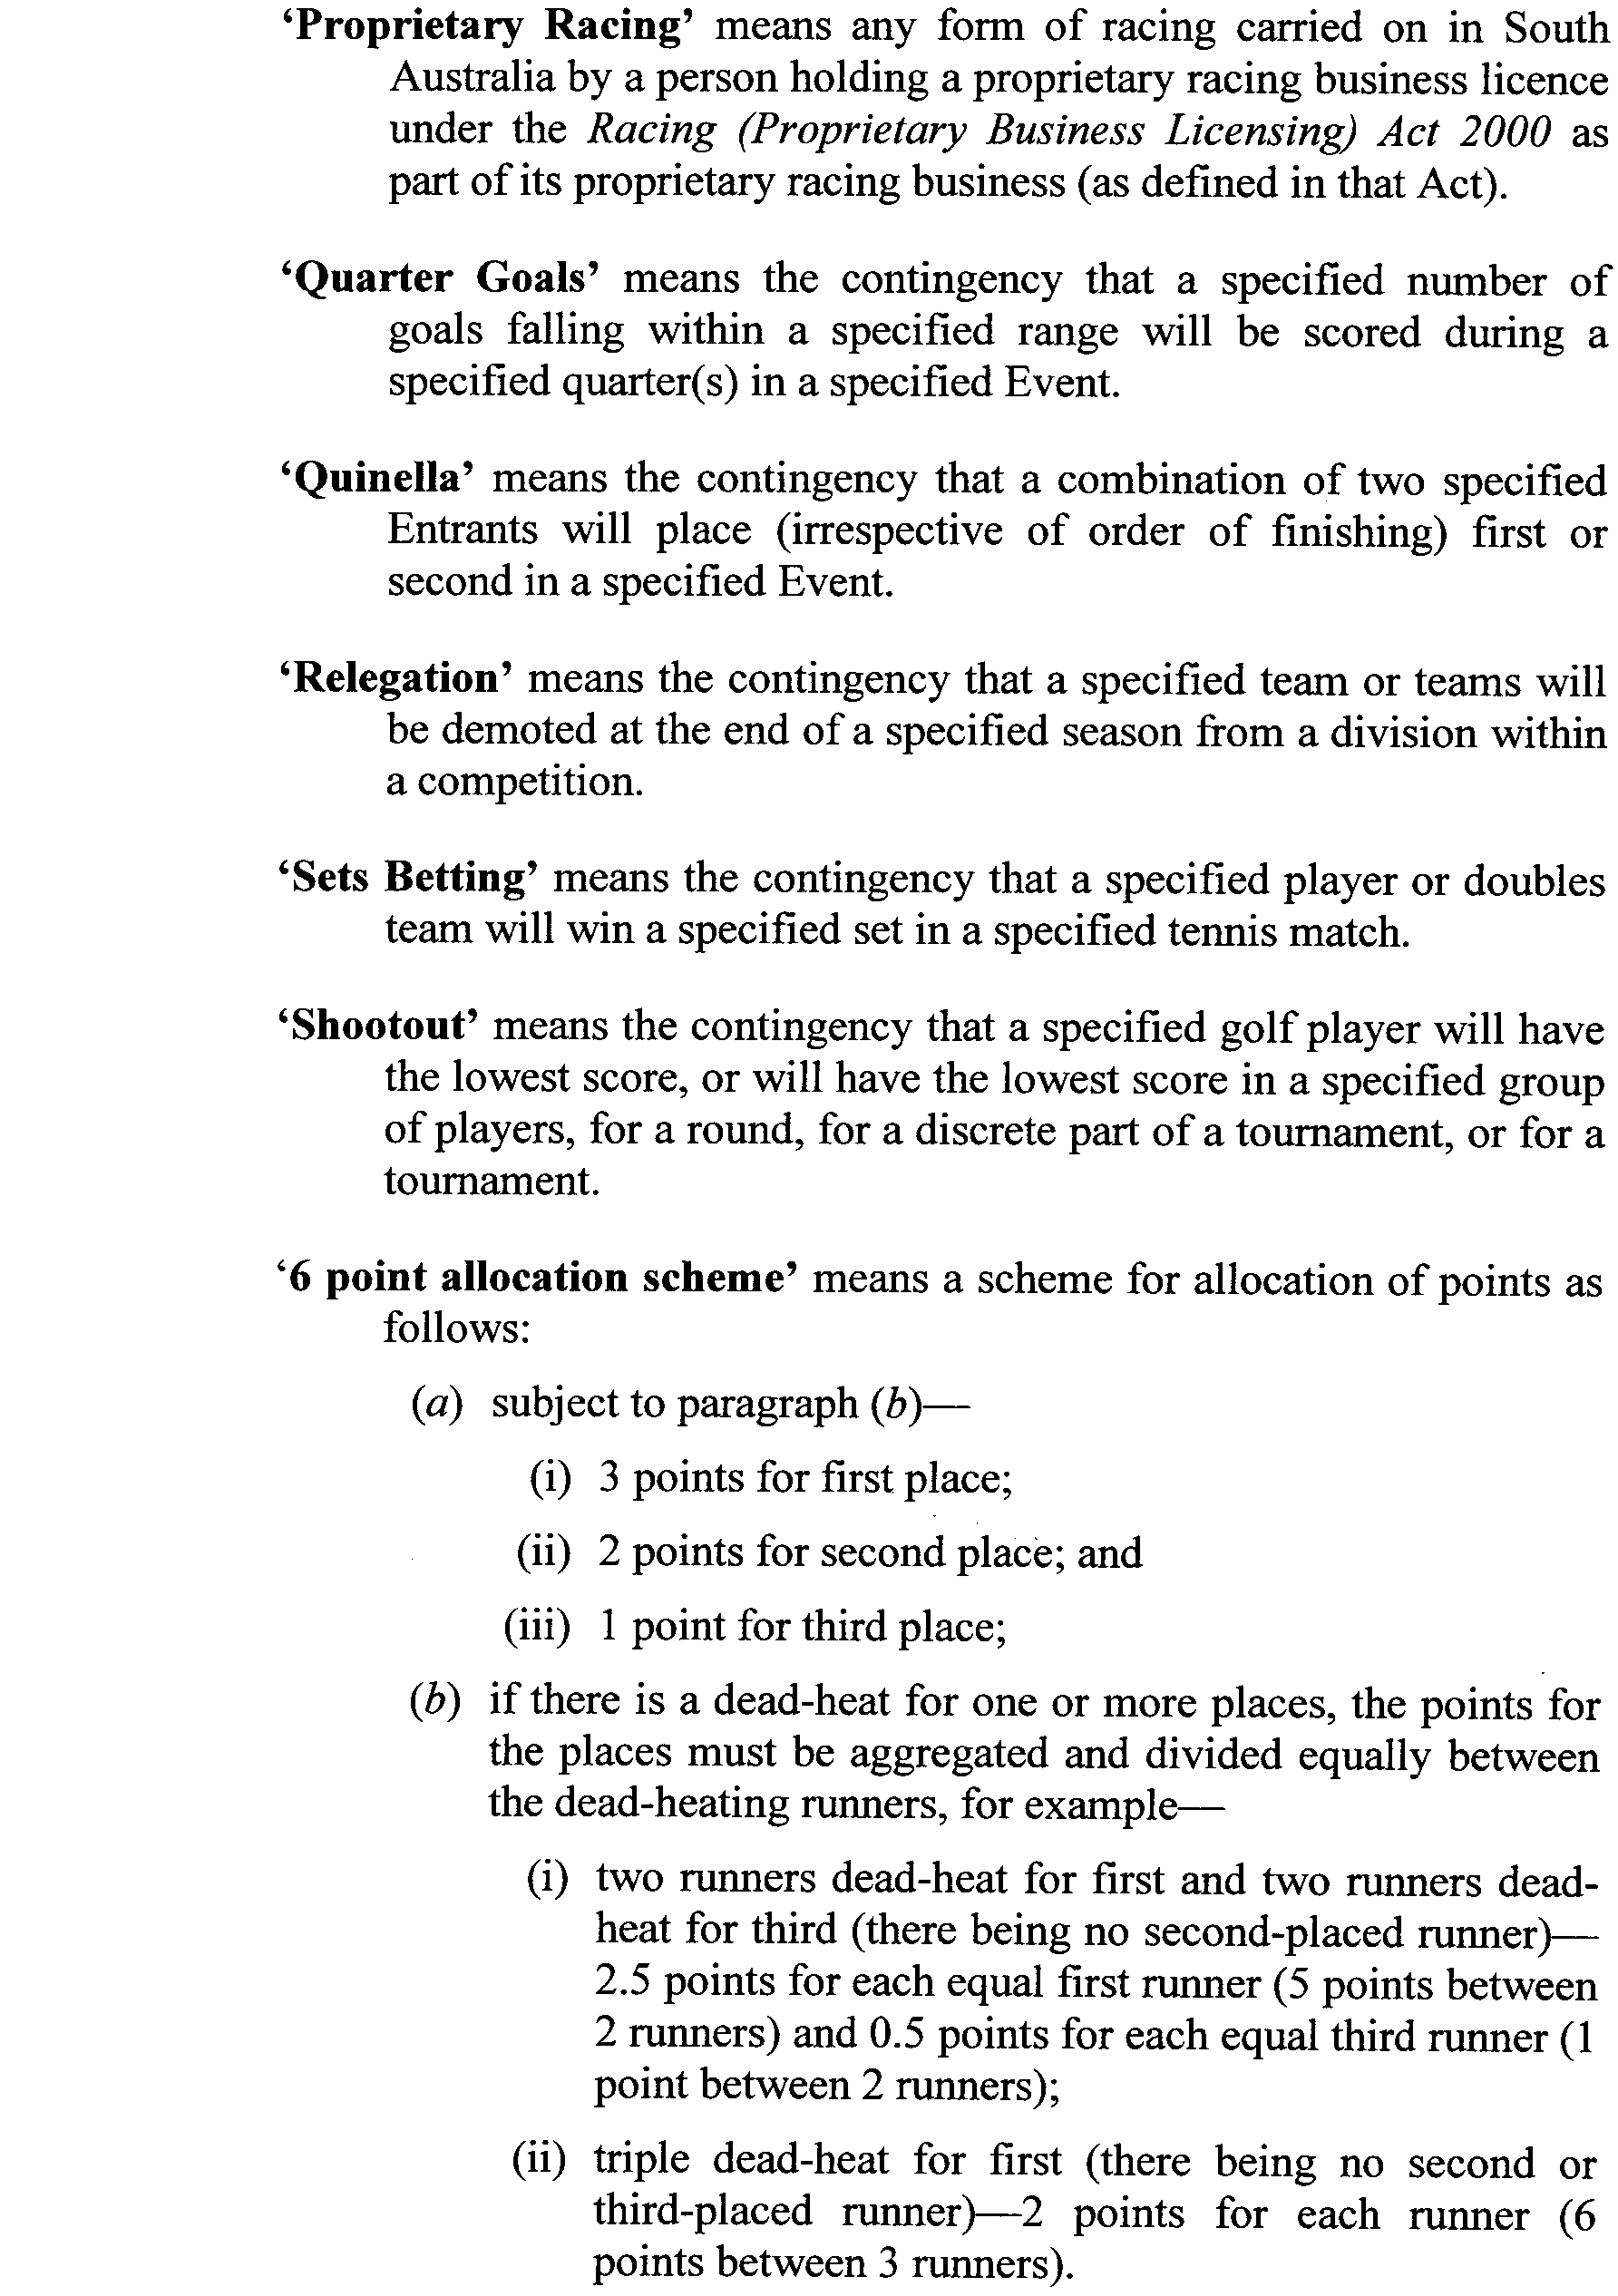 ‘Proprietary Racing’ means any form of racing carried on in South
Australia by a person holding a proprietary racing business licence
under the Racing (Proprietary Business Licensing) Act 2000 as
part of its proprietary racing business (as defined in that Act).
‘Quarter Goals’ means the contingency that a specified number of
goals falling within a specified range will be scored during a
specified quarter(s) in a specified Event.
‘Quinella’ means the contingency that a combination of two specified
Entrants will place (irrespective of order of finishing) first or
second in a specified Event.
‘Relegation’ means the contingency that a specified team or teams will
be demoted at the end of a specified season from a division within
a competition.
‘Sets Betting’ means the contingency that a specified player or doubles
team will win a specified set in a specified tennis match.
‘Shootout’ means the contingency that a specified golf player will have
the lowest score, or will have the lowest score in a specified group
of players, for a round, for a discrete part of a tournament, or for a
tournament.
‘6 point allocation scheme’ means a scheme for allocation of points as
follows:
(a) subject to paragraph (b)—
(i) 3 points for first place;
(ii) 2 points for second place; and
(iii) 1 point for third place;
(b) if there is a dead-heat for one or more places, the points for
the places must be aggregated and divided equally between
the dead-heating runners, for example—
(i) two runners dead-heat for first and two runners dead-
heat for third (there being no second-placed runner)—
2.5 points for each equal first runner (5 points between
2 runners) and 0.5 points for each equal third runner (1
point between 2 runners);
(ii) triple dead-heat for first (there being no second or
third-placed runner)—2 points for each runner (6
points between 3 runners).